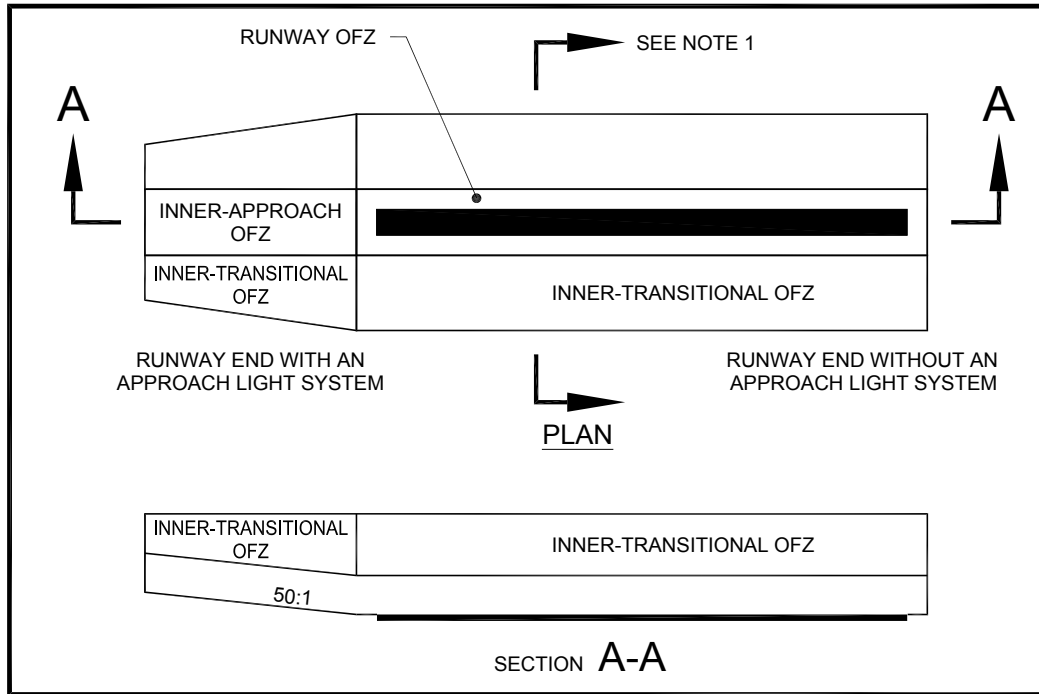 RUNWAY OFZ
SEE NOTE 1
A
A
INNER-APPROACH
OFZ
INNER-TRANSITIONAL
OFZ
INNER-TRANSITIONAL OFZ
RUNWAY END WITH AN
APPROACH LIGHT SYSTEM
RUNWAY END WITHOUT AN
APPROACH LIGHT SYSTEM
PLAN
INNER-TRANSITIONAL
OFZ
INNER-TRANSITIONAL OFZ
50:1
SECTION A-A